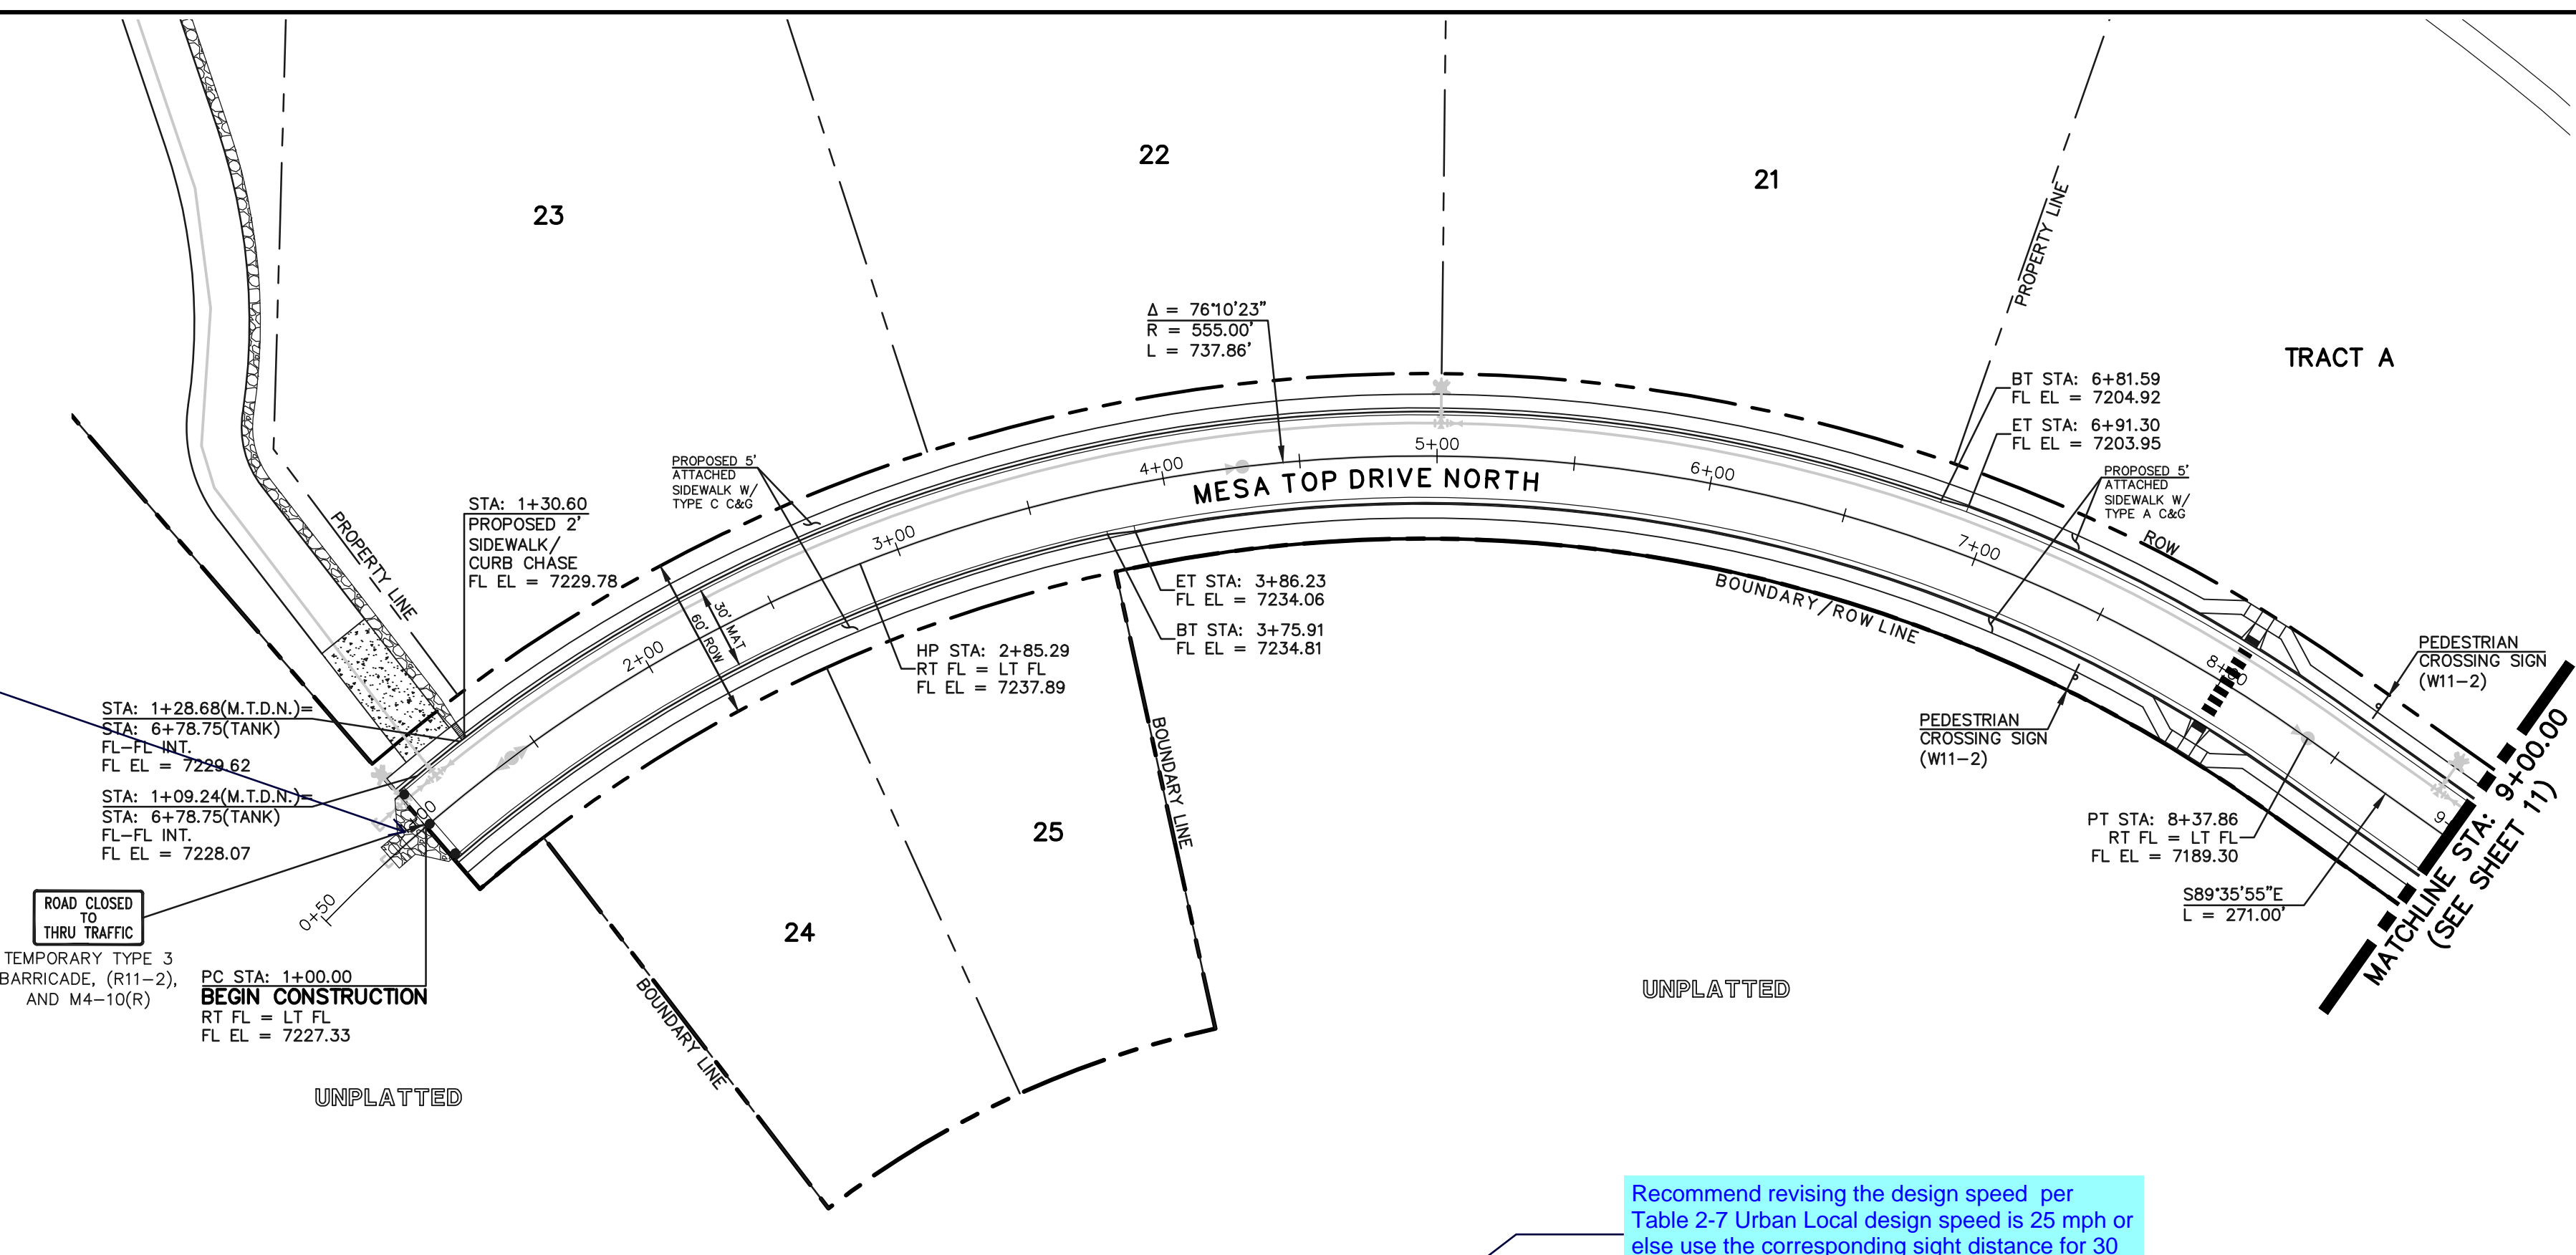 22
21
23
Δ = 76°10'23"
R = 555.00'
L = 737.86'
PROPERTY LINE
TRACT A
BT STA: 6+81.59
FL EL = 7204.92
ET STA: 6+91.30
FL EL = 7203.95
PROPOSED 5'
ATTACHED
SIDEWALK W/
TYPE A C&G
ROW
PROPOSED 5'
ATTACHED
SIDEWALK W/
TYPE C C&G
STA: 1+30.60
PROPOSED 2'
SIDEWALK/
CURB CHASE
FL EL = 7229.78
PROPERTY LINE
2+00
3+00
4+00
5+00
6+00
7+00
MESA TOP DRIVE NORTH
30' MAT
60' ROW
HP STA: 2+85.29
RT FL = LT FL
FL EL = 7237.89
ET STA: 3+86.23
FL EL = 7234.06
BT STA: 3+75.91
FL EL = 7234.81
BOUNDARY/ROW LINE
PEDESTRIAN
CROSSING SIGN
(W11-2)
PEDESTRIAN
CROSSING SIGN
(W11-2)
STA: 1+28.68(M.T.D.N.)=
STA: 6+78.75(TANK)
FL-FL INT.
FL EL = 7229.62
STA: 1+09.24(M.T.D.N.)=
STA: 6+78.75(TANK)
FL-FL INT.
FL EL = 7228.07
ROAD CLOSED
TO
THRU TRAFFIC
TEMPORARY TYPE 3
BARRICADE, (R11-2),
AND M4-10(R)
0+50
PC STA: 1+00.00
BEGIN CONSTRUCTION
RT FL = LT FL
FL EL = 7227.33
BOUNDARY LINE
25
24
BOUNDARY LINE
PT STA: 8+37.86
RT FL = LT FL
FL EL = 7189.30
S89°35'55"E
L = 271.00'
MATCHLINE STA: 9+00.00
(SEE SHEET 11)
UNPLATTED
UNPLATTED
Recommend revising the design speed per
Table 2-7 Urban Local design speed is 25 mph or
else use the corresponding sight distance for 30